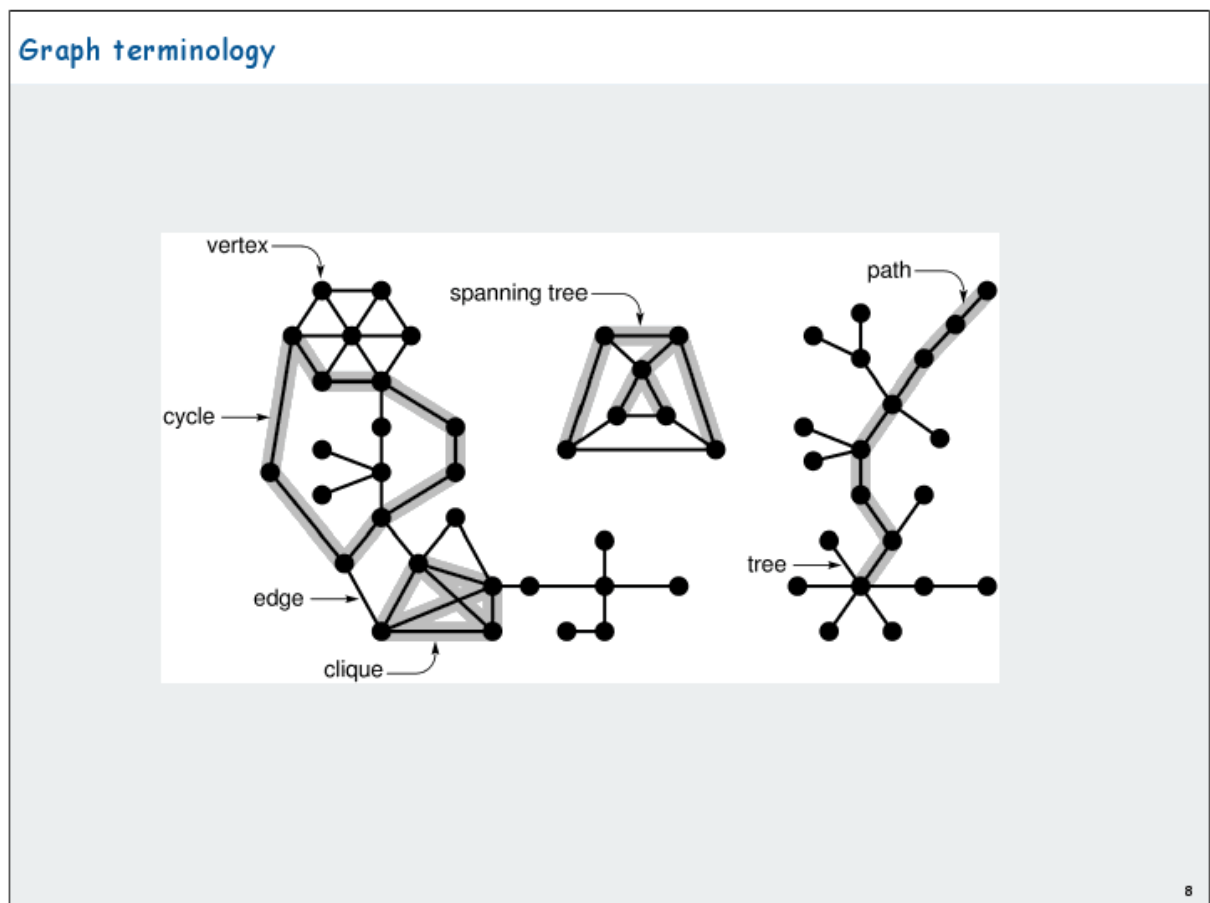 Graph terminology
vertex
path
spanning tree
cycle
tree
edge
clique
8